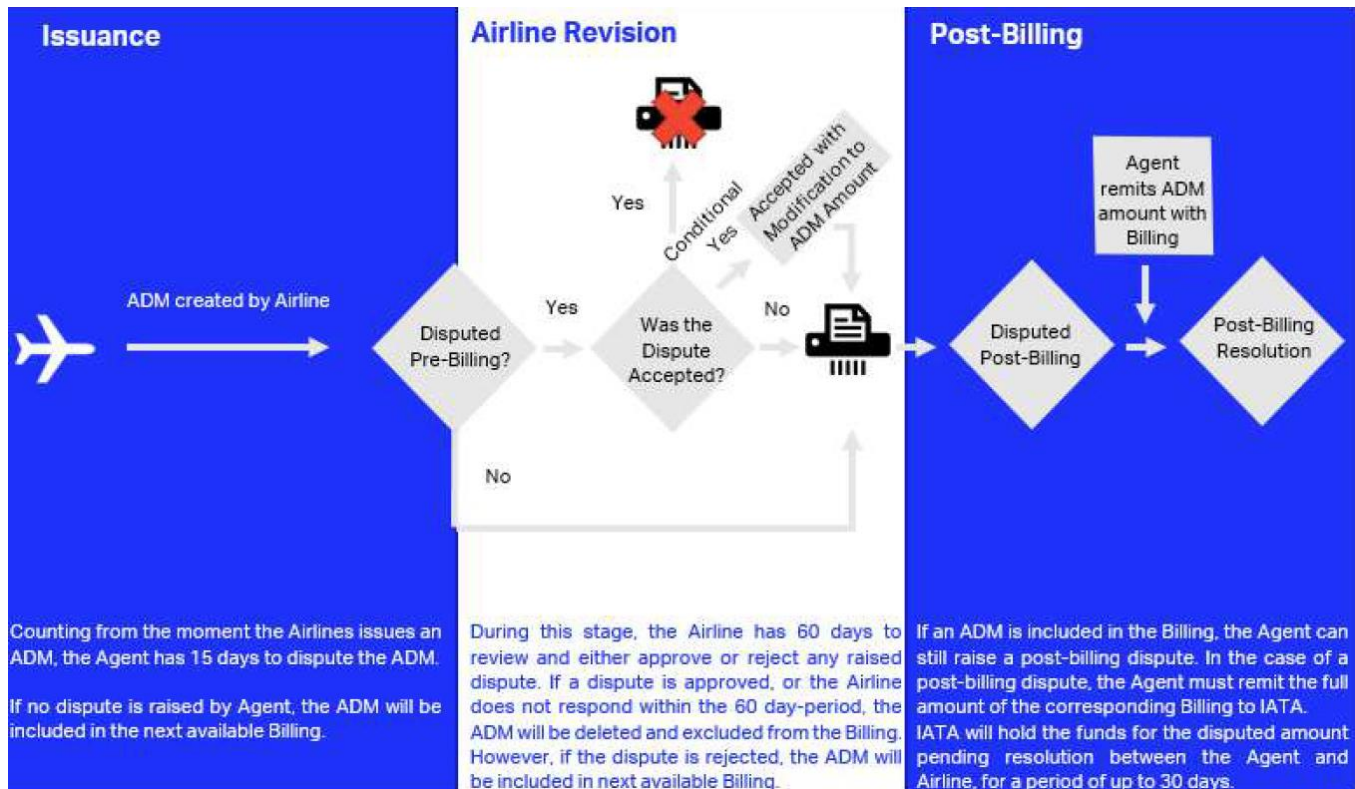 Issuance
Airline Revision
Post-Billing
ADM created by Airline
Disputed
Pre-Billing?
Yes
Was the
Dispute
Accepted?
Yes
Conditional
Yes
Accepted with
Modification to
ADM Amount
No
No
Disputed
Post-Billing
Agent
remits ADM
amount with
Billing
Post-Billing
Resolution
Counting from the moment the Airlines issues an
ADM, the Agent has 15 days to dispute the ADM.
If no dispute is raised by Agent, the ADM will be
included in the next available Billing.
During this stage, the Airline has 60 days to
review and either approve or reject any raised
dispute. If a dispute is approved, or the Airline
does not respond within the 60 day-period, the
ADM will be deleted and excluded from the Billing.
However, if the dispute is rejected, the ADM will
be included in next available Billing.
If an ADM is included in the Billing, the Agent can
still raise a post-billing dispute. In the case of a
post-billing dispute, the Agent must remit the full
amount of the corresponding Billing to IATA.
IATA will hold the funds for the disputed amount
pending resolution between the Agent and
Airline, for a period of up to 30 days.